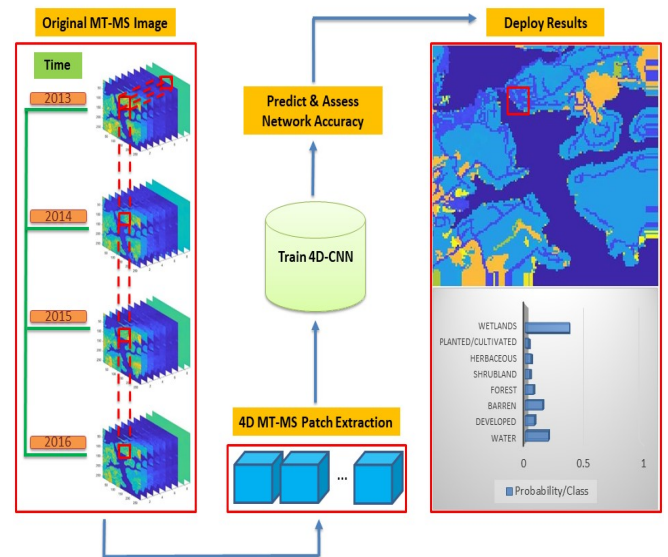 Original MT-MS Image
Time
2013
2014
2015
2016
4D MT-MS Patch Extraction
...
Train 4D-CNN
Predict & Assess
Network Accuracy
Deploy Results
WETLANDS
PLANTED/CULTIVATED
HERBACEOUS
SHRUBLAND
FOREST
BARREN
DEVELOPED
WATER
0 0.5 1
Probability/Class